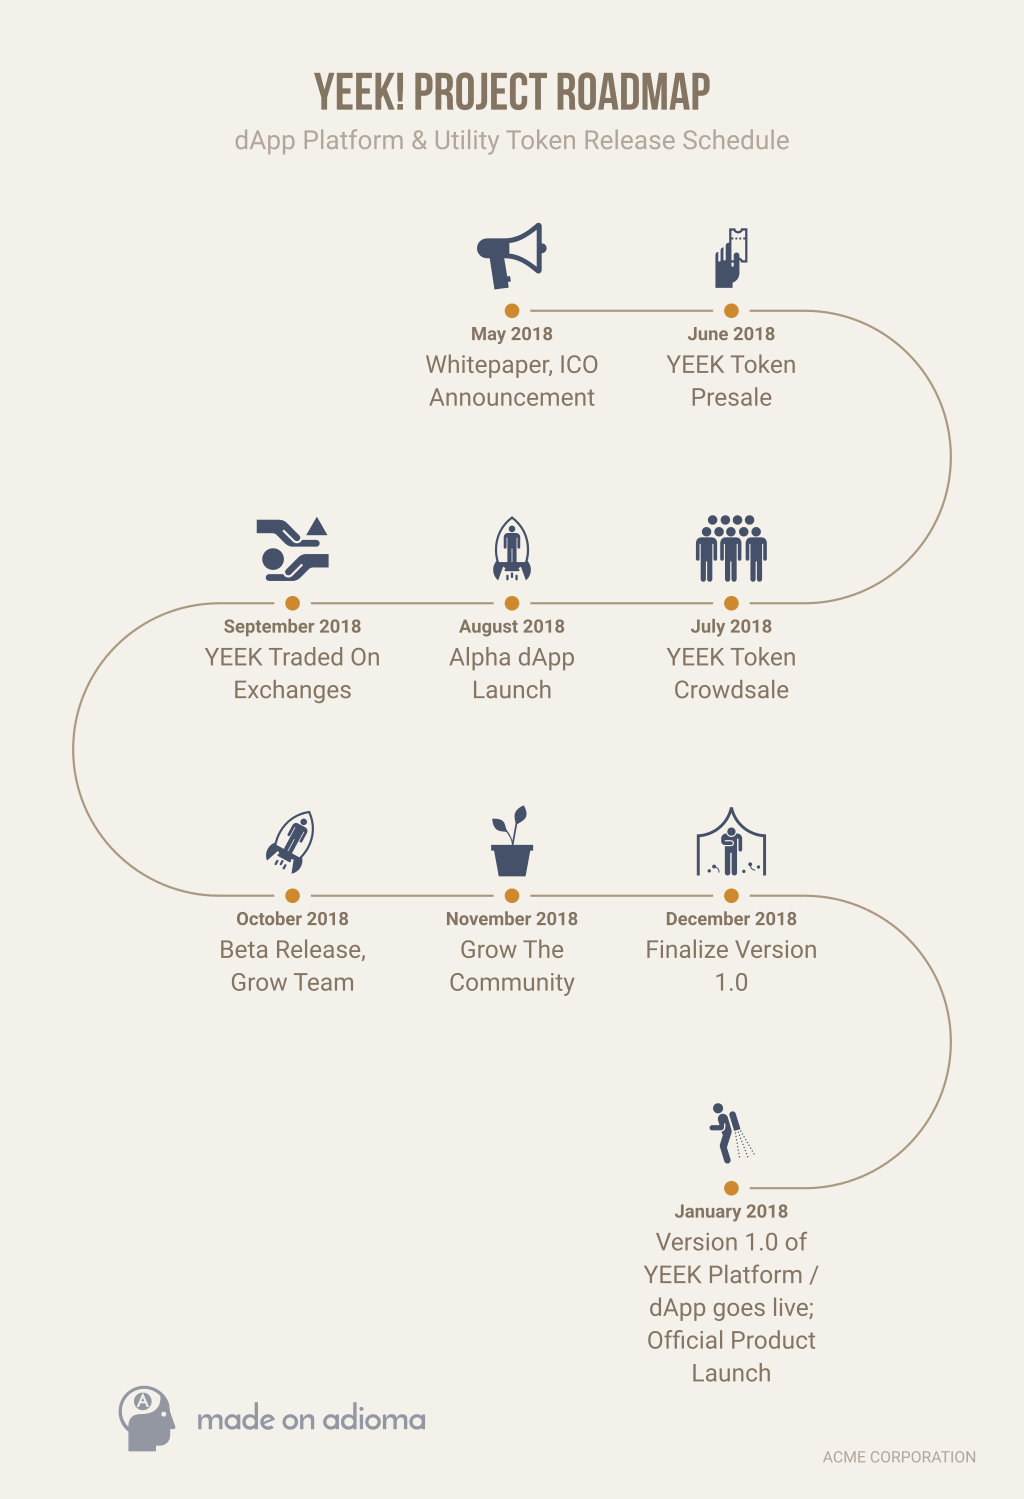 YEEK! PROJECT ROADMAP
dApp Platform & Utility Token Release Schedule
May 2018
Whitepaper, ICO
Announcement
June 2018
YEEK Token
Presale
July 2018
YEEK Token
Crowdsale
August 2018
Alpha dApp
Launch
September 2018
YEEK Traded On
Exchanges
October 2018
Beta Release,
Grow Team
November 2018
Grow The
Community
December 2018
Finalize Version
1.0
January 2018
Version 1.0 of
YEEK Platform /
dApp goes live;
Official Product
Launch
A
made on adioma
ACME CORPORATION